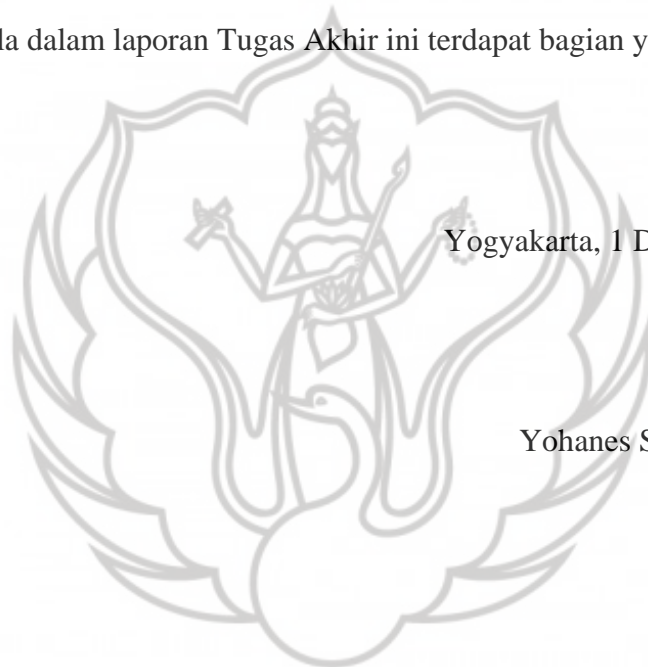 la dalam laporan Tugas Akhir ini terdapat bagian y
Yogyakarta, 1 D
Yohanes S